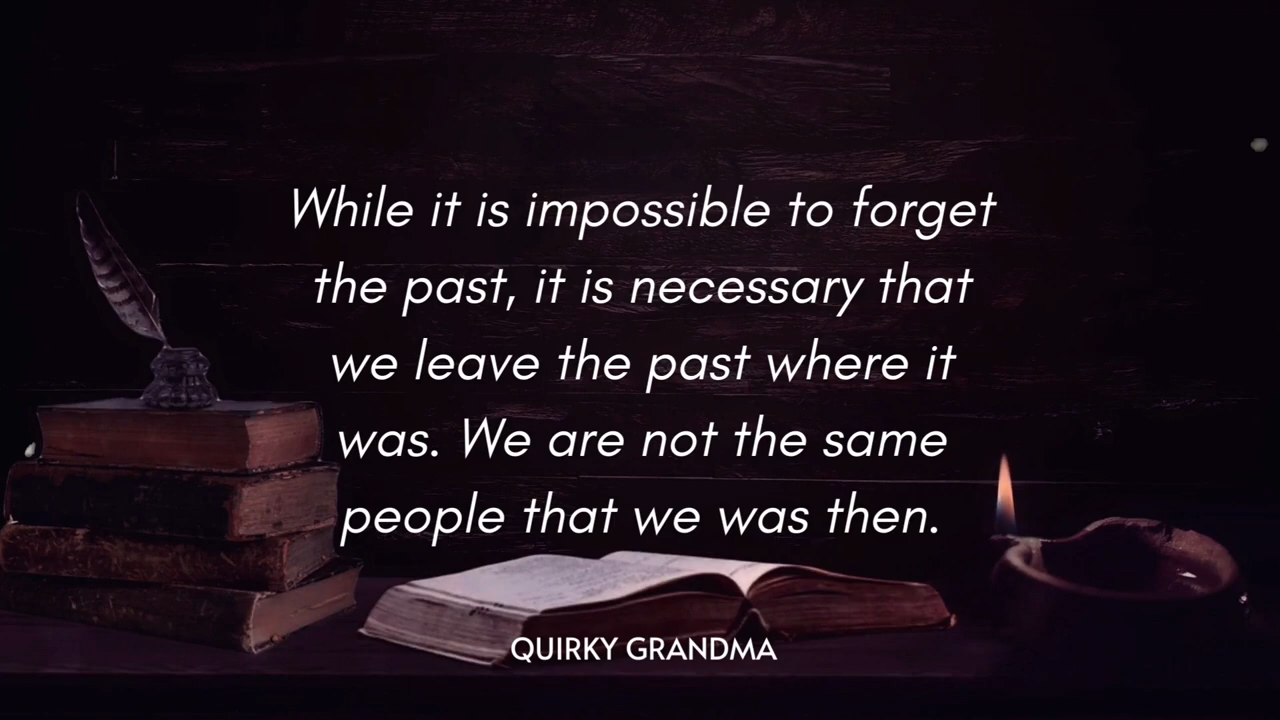 While it is impossible to forget
the past, it is necessary that
we leave the past where it
was. We are not the same
people that we was then.
QUIRKY GRANDMA